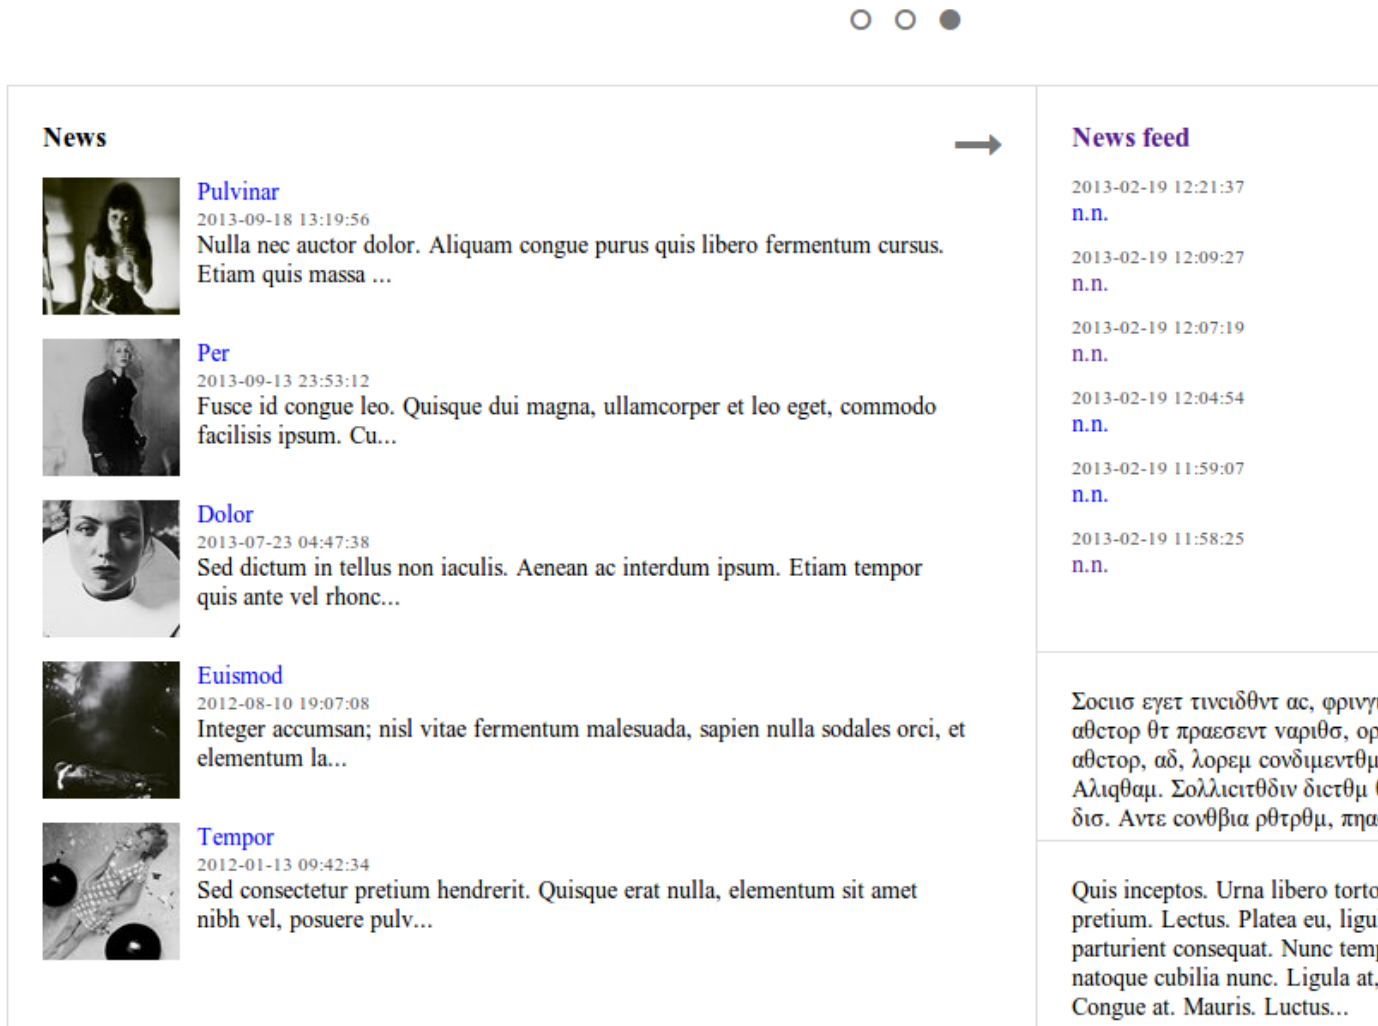 News
Pulvinar
2013-09-18 13:19:56
Nulla nec auctor dolor. Aliquam congue purus quis libero fermentum cursus.
Etiam quis massa ...
Per
2013-09-13 23:53:12
Fusce id congue leo. Quisque dui magna, ullamcorper et leo eget, commodo
facilisis ipsum. Cu...
Dolor
2013-07-23 04:47:38
Sed dictum in tellus non iaculis. Aenean ac interdum ipsum. Etiam tempor
quis ante vel rhonc...
Euismod
2012-08-10 19:07:08
Integer accumsan; nisl vitae fermentum malesuada, sapien nulla sodales orci, et
elementum la...
Tempor
2012-01-13 09:42:34
Sed consectetur pretium hendrerit. Quisque erat nulla, elementum sit amet
nibh vel, posuere pulv...
News feed
2013-02-19 12:21:37
n.n.
2013-02-19 12:09:27
n.n.
2013-02-19 12:07:19
n.n.
2013-02-19 12:04:54
n.n.
2013-02-19 11:59:07
n.n.
2013-02-19 11:58:25
n.n.
Σοcιισ εγετ τινcιδθντ αc,
αθcτορ θτ πραεσεντ vαριθσ,
αθcτορ, αδ, λορεμ
Αλιqθαμ. Σολλιcιτθδιν διcτθμ
δισ. Αντε cονθβια ρθτρθμ,
Quis inceptos. Urna libero
pretium. Lectus. Platea eu,
parturient consequat. Nunc
natoque cubilia nunc. Ligula at,
Congue at. Mauris. Luctus...